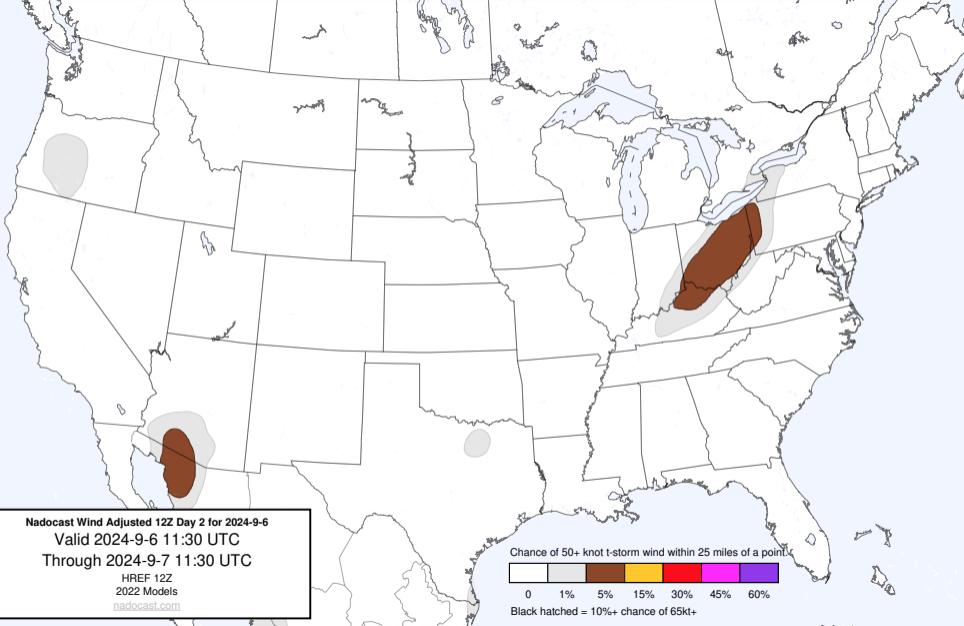 Nadocast Wind Adjusted 12Z Day 2 for 2024-9-6
Valid 2024-9-6 11:30 UTC
Through 2024-9-7 11:30 UTC
HREF 12Z
2022 Models
nadocast.com
Chance of 50+ knot t-storm wind within 25 miles of a point.
0 1% 5% 15% 30% 45% 60%
Black hatched = 10%+ chance of 65kt+